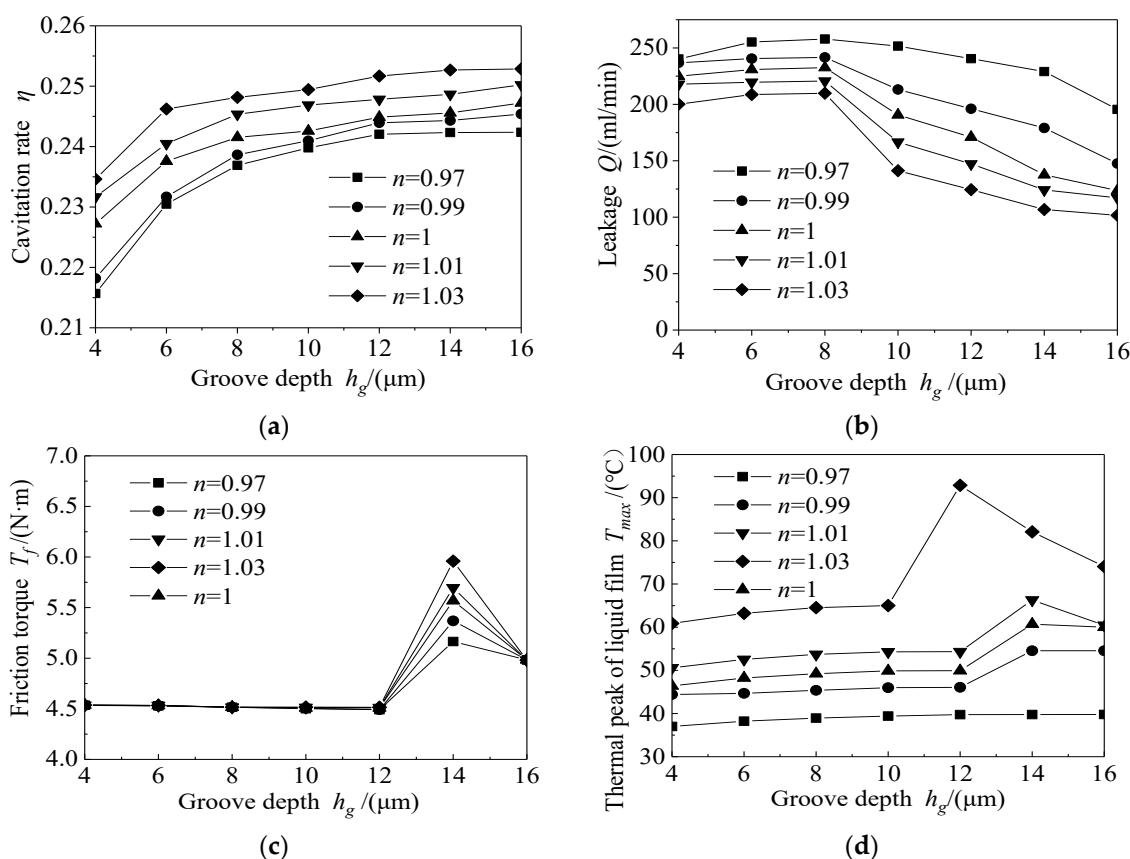 0.26
0.25
0.24
0.23
0.22
0.21
Cavitation rate η
n=0.97
n=0.99
n=1
n=1.01
n=1.03
4 6 8 10 12 14 16
Groove depth h_g/(μm)
(a)
250
200
150
100
50
0
Leakage Q/(ml/min)
n=0.97
n=0.99
n=1
n=1.01
n=1.03
4 6 8 10 12 14 16
Groove depth h_g/(μm)
(b)
7.0
6.5
6.0
5.5
5.0
4.5
4.0
Friction torque T_f/(N·m)
n=0.97
n=0.99
n=1.01
n=1.03
n=1
4 6 8 10 12 14 16
Groove depth h_g/(μm)
(c)
100
90
80
70
60
50
40
30
Thermal peak of liquid film T_max/(℃)
n=0.97
n=0.99
n=1.01
n=1.03
n=1
4 6 8 10 12 14 16
Groove depth h_g/(μm)
(d)